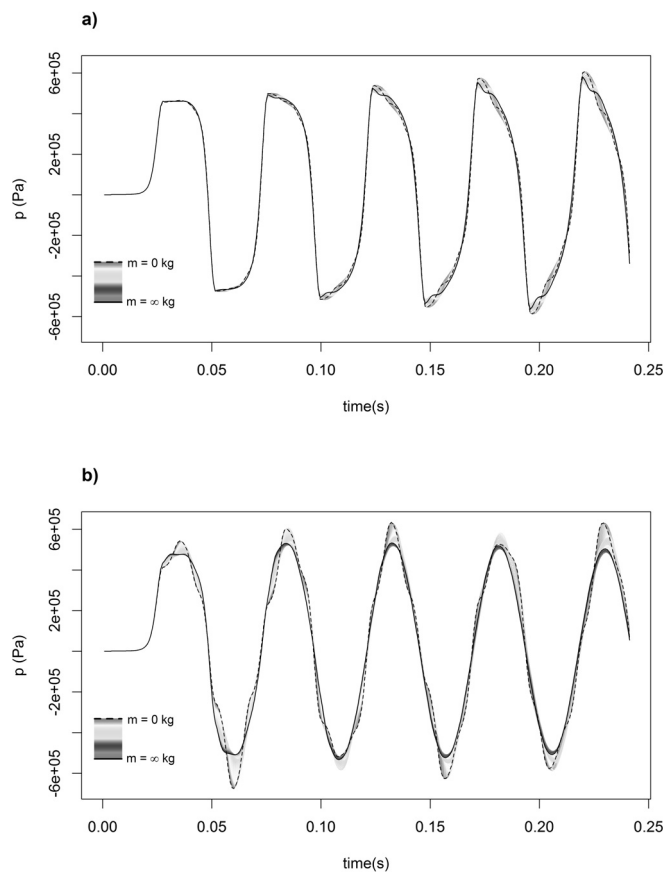 a)
6e+05
2e+05
-2e+05
-6e+05
p (Pa)
m = 0 kg
m = ∞ kg
0.00 0.05 0.10 0.15 0.20 0.25
time(s)
b)
6e+05
2e+05
-2e+05
-6e+05
p (Pa)
m = 0 kg
m = ∞ kg
0.00 0.05 0.10 0.15 0.20 0.25
time(s)